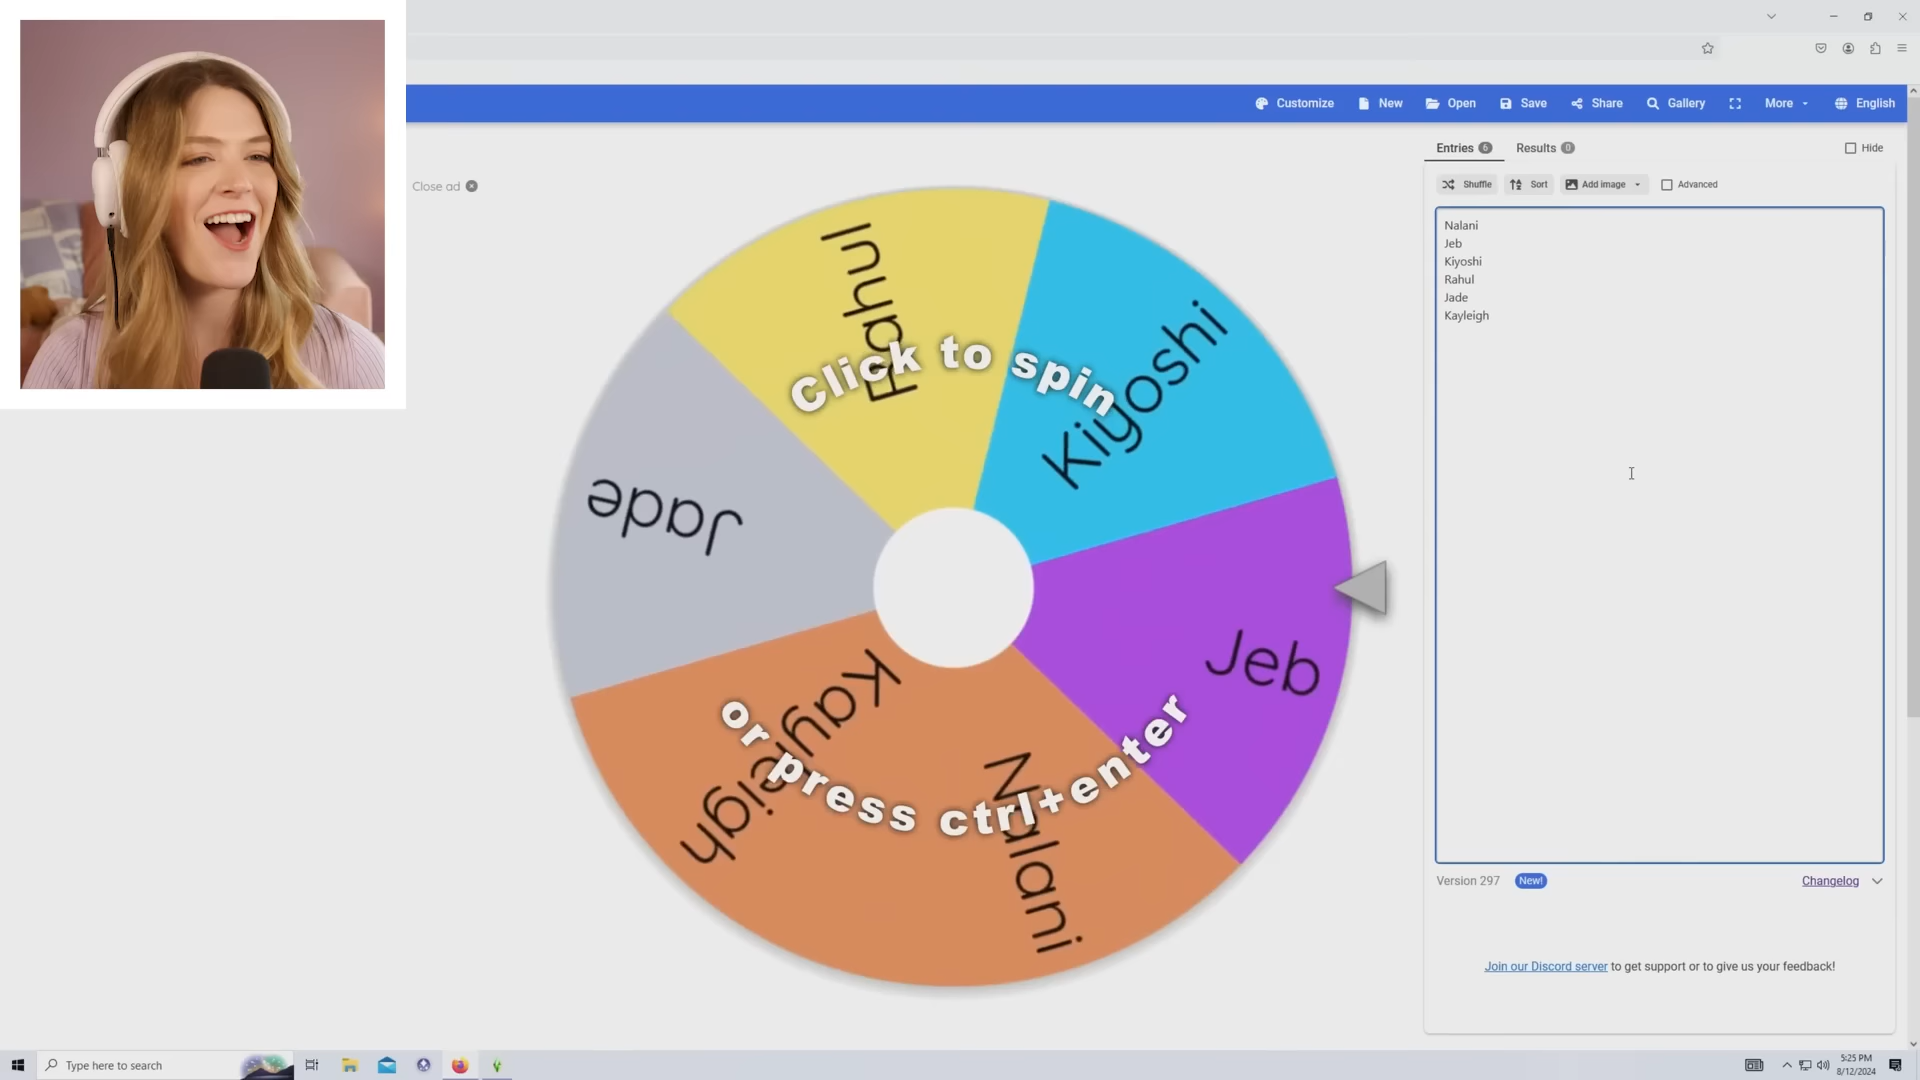 Customize
New
Open
Save
Share
Gallery
More
English
Close ad
Entries 6
Results 0
Hide
Shuffle
Sort
Add image
Advanced
Nalani
Jeb
Kiyoshi
Rahul
Jade
Kayleigh
Rahul
Kiyoshi
Jade
Jeb
Kayleigh
Nalani
Click to spin
or press ctrl+enter
Version 297
New!
Changelog
Join our Discord server to get support or to give us your feedback!
Type here to search
5:25 PM
8/12/2024